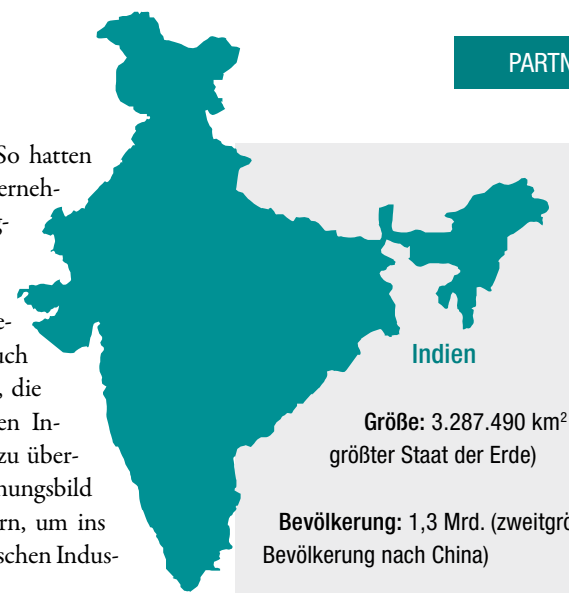 PARTN
So hatten
erneh-
g-
e-
uch
, die
en In-
zu über-
nungsbild
rn, um ins
schen Indus-
Indien
Größe: 3.287.490 km²
größter Staat der Erde)
Bevölkerung: 1,3 Mrd. (zweitgrö
Bevölkerung nach China)